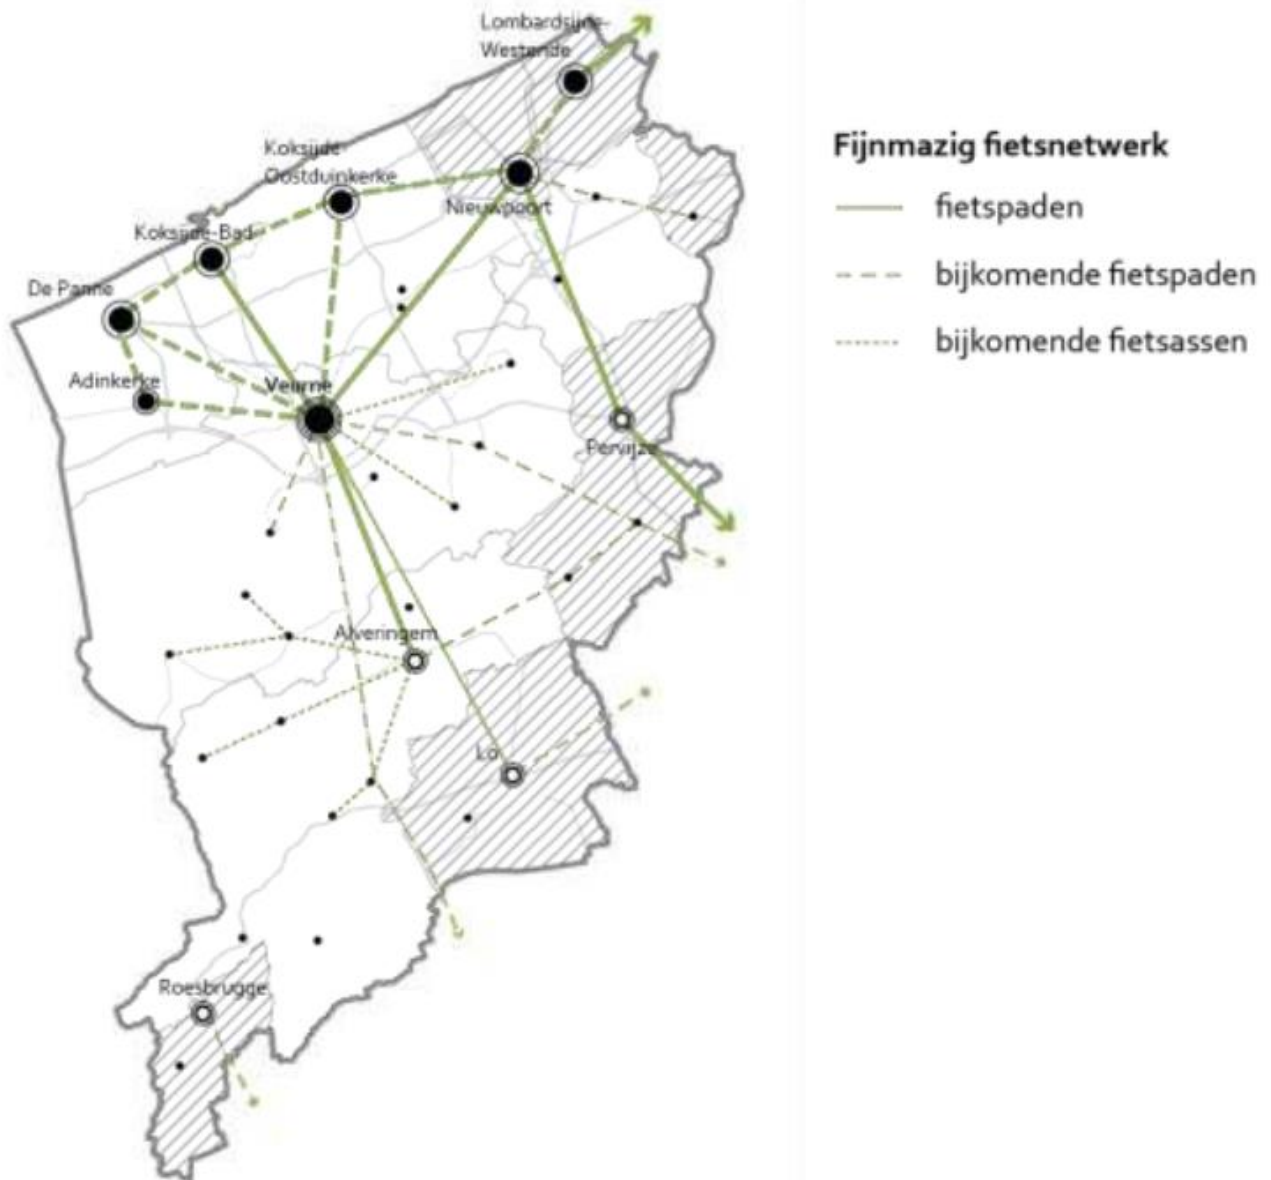 Lombardsijde-
Westende
Koksijde-
Oostduinkerke
Nieuwpoort
Koksijde-Bad
De Panne
Adinkerke
Veurne
Pervijze
Alveringem
Lo
Roesbrugge
Fijnmazig fietsnetwerk
fietspaden
bijkomende fietspaden
bijkomende fietsassen